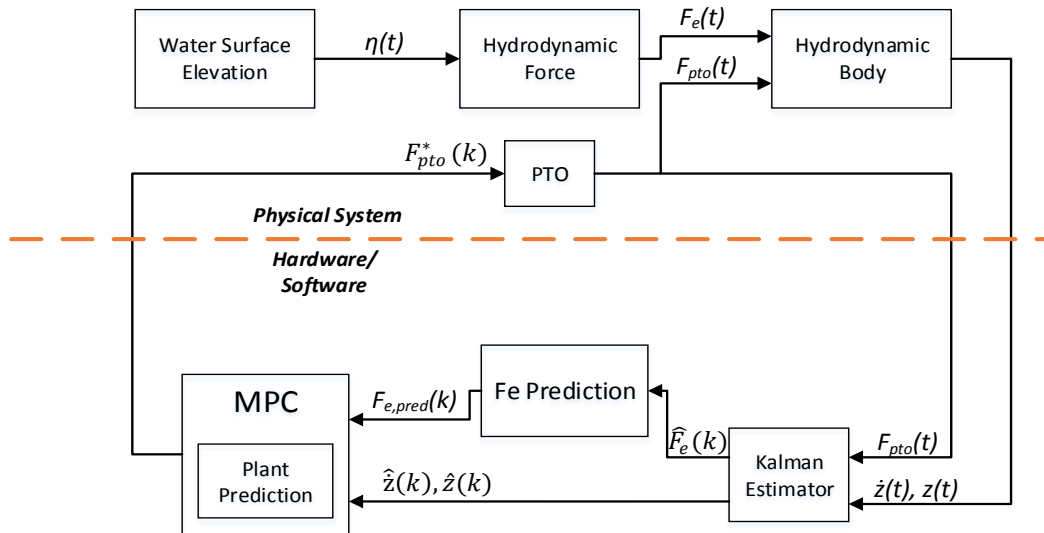 Water Surface
Elevation
η(t)
Hydrodynamic
Force
Fe(t)
Fpto(t)
Hydrodynamic
Body
F*pto (k)
PTO
Physical System
Hardware/
Software
MPC
Plant
Prediction
Fe,pred(k)
Fe Prediction
F̂e(k)
ẑ̇(k), ẑ(k)
Kalman
Estimator
Fpto(t)
ż(t), z(t)